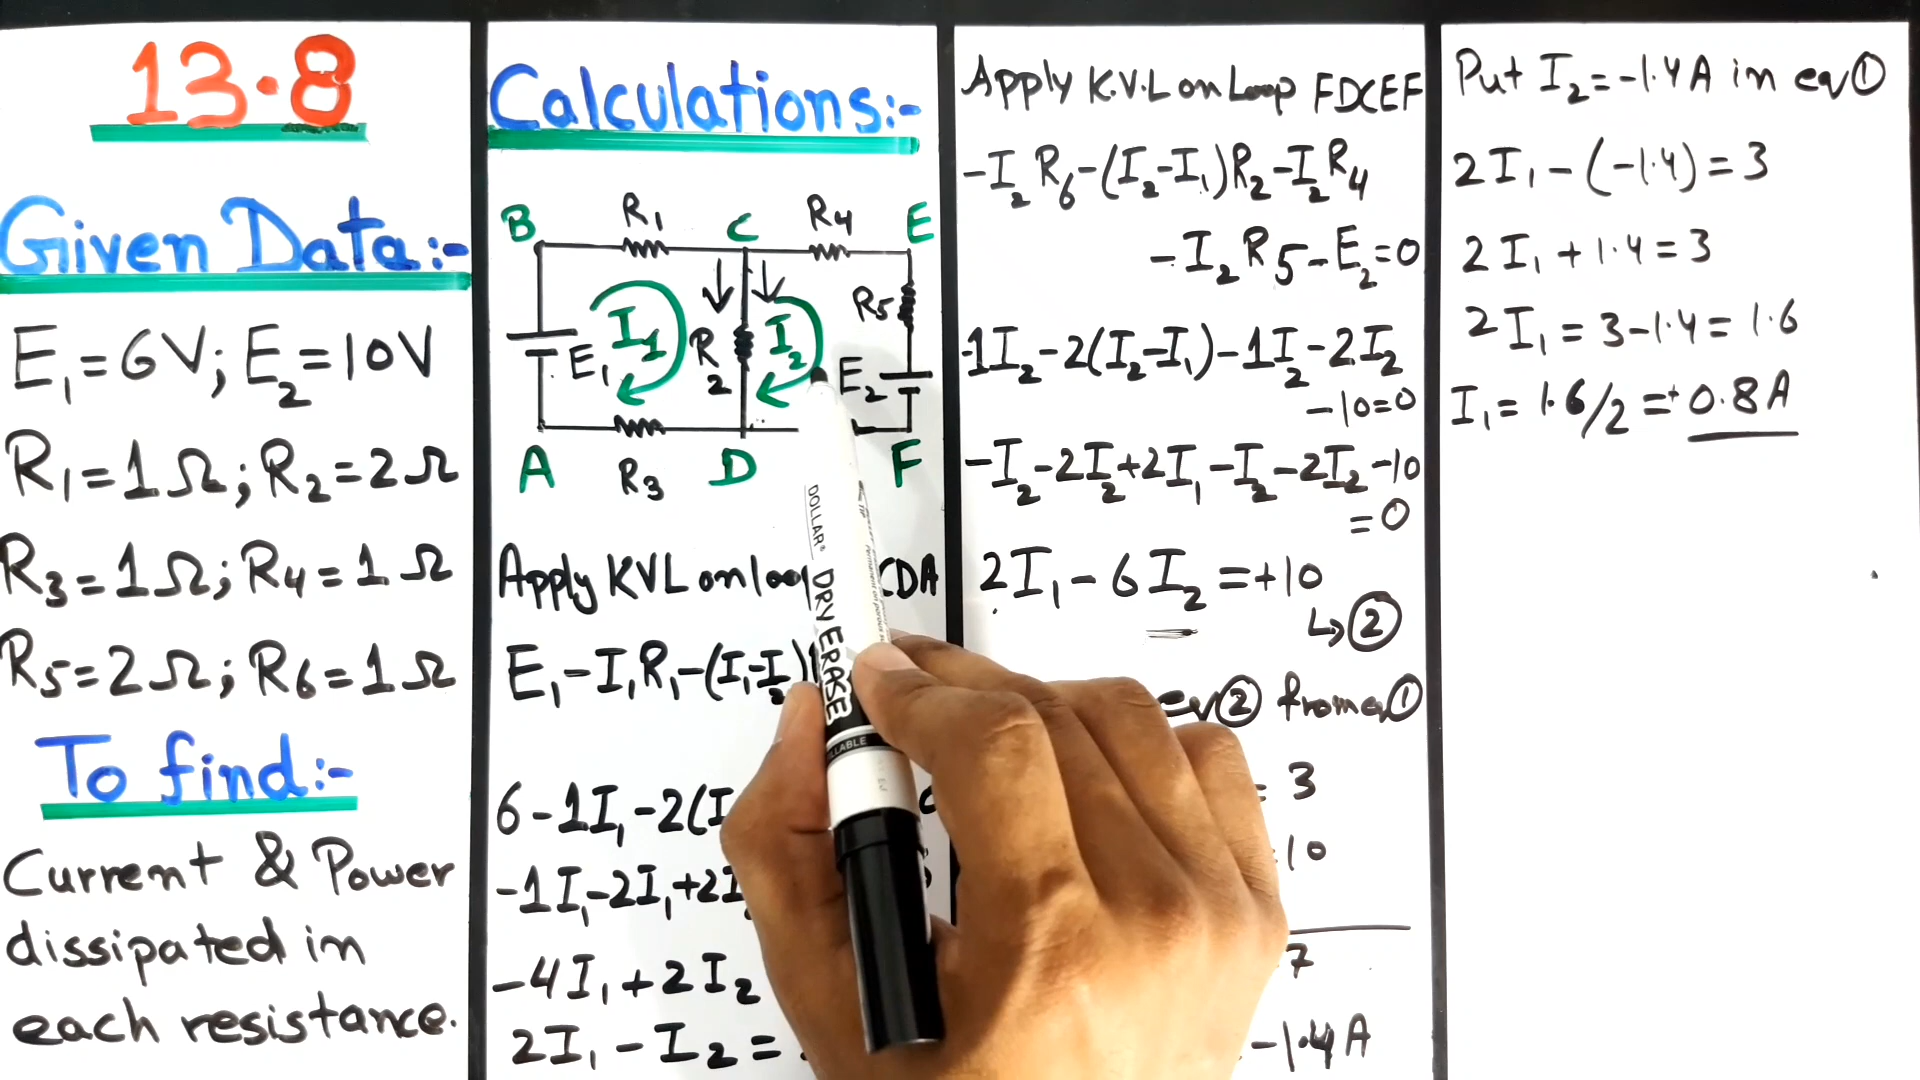 13.8
Given Data:-
E₁=6V; E₂=10V
R₁=1Ω; R₂=2Ω
R₃=1Ω; R₄=1Ω
R₅=2Ω; R₆=1Ω
To find:-
Current & Power
dissipated in
each resistance.
Calculations:-
B R₁ C R₄ E
I₁ R₂ I₂ R₅
E₁ E₂
A R₃ D F
Apply KVL on loop CDA
E₁-I₁R₁-(I₁-I₂)
6-1I₁-2(I
-1I₁-2I₁+2I
-4I₁+2I₂
2I₁-I₂=
DOLLAR® DRY ERASE
Apply K.V.L on Loop FDCEF
-I₂R₆-(I₂-I₁)R₂-I₂R₄
-I₂R₅-E₂=0
-1I₂-2(I₂-I₁)-1I₂-2I₂
-10=0
-I₂-2I₂+2I₁-I₂-2I₂-10
=0
2I₁-6I₂=+10
↳②
eq② from eq①
= 3
10
7
-1.4A
Put I₂=-1.4A in eq①
2I₁-(-1.4)=3
2I₁+1.4=3
2I₁=3-1.4=1.6
I₁=1.6/2=+0.8A